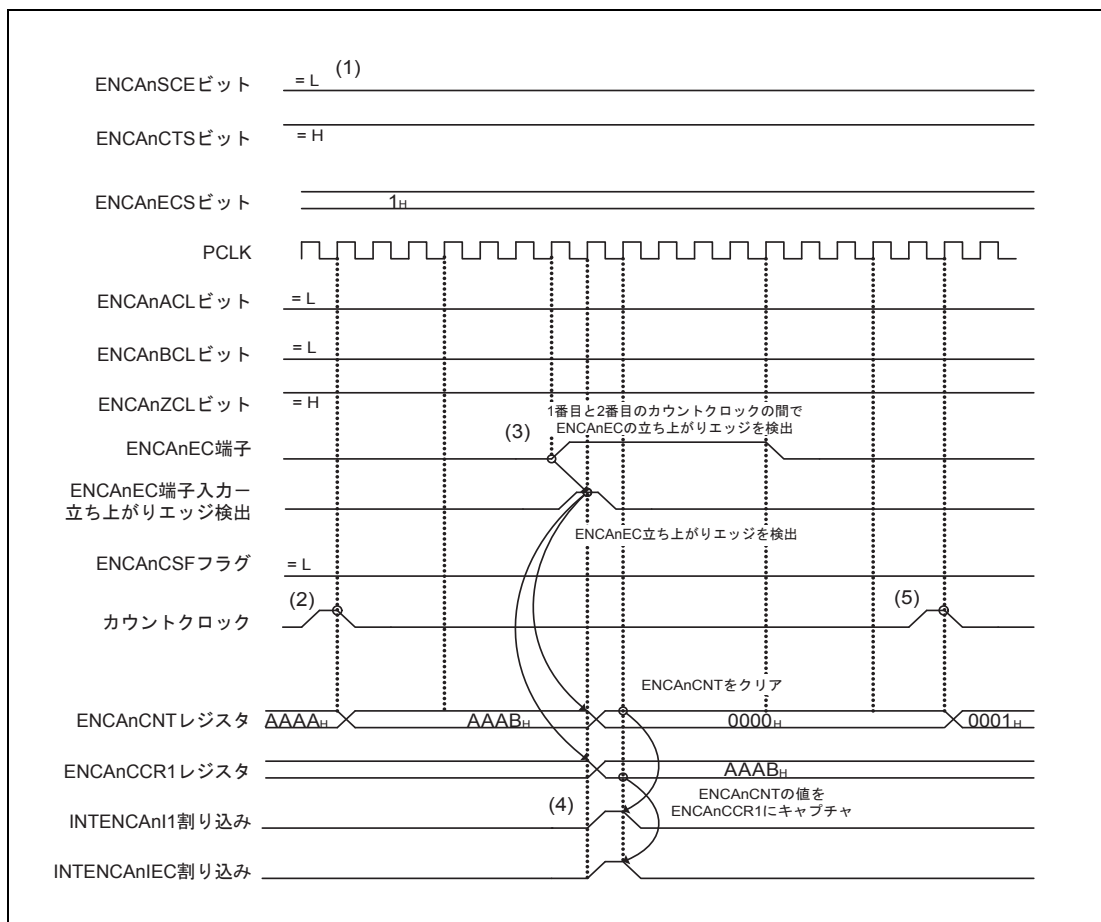 ENCAnSCEビット = L (1)
ENCAnCTSビット = H
ENCAnECSビット 1H
PCLK
ENCAnACLビット = L
ENCAnBCLビット = L
ENCAnZCLビット = H
1番目と2番目のカウントクロックの間で
ENCAnECの立ち上がりエッジを検出
ENCAnEC端子 (3)
ENCAnEC端子入力ー
立ち上がりエッジ検出
ENCAnEC立ち上がりエッジを検出
ENCAnCSFフラグ = L
カウントクロック (2) (5)
ENCAnCNTをクリア
ENCAnCNTレジスタ AAAAH AAABH 0000H 0001H
ENCAnCCR1レジスタ AAABH
ENCAnCNTの値を
ENCAnCCR1にキャプチャ
INTENCAnI1割り込み (4)
INTENCAnIEC割り込み